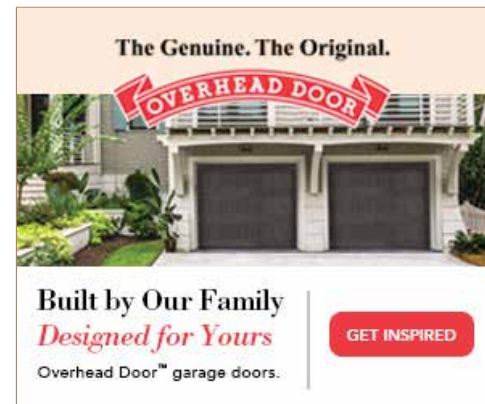 The Genuine. The Original.
OVERHEAD DOOR
Built by Our Family
Designed for Yours
Overhead Door™ garage doors.
GET INSPIRED